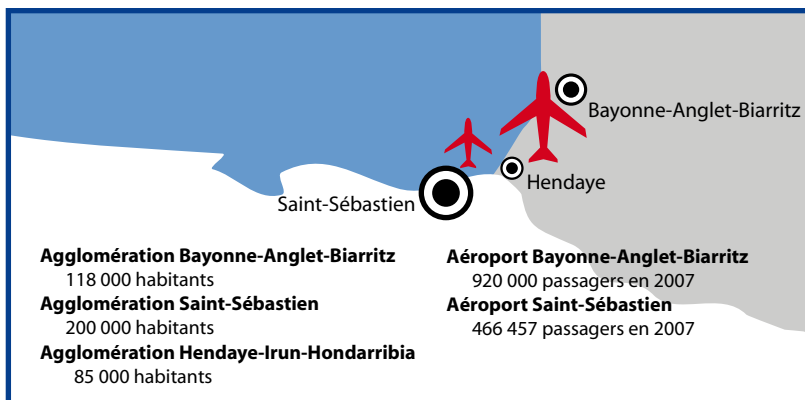 Bayonne-Anglet-Biarritz
Hendaye
Saint-Sébastien
Agglomération Bayonne-Anglet-Biarritz
118 000 habitants
Agglomération Saint-Sébastien
200 000 habitants
Agglomération Hendaye-Irun-Hondarribia
85 000 habitants
Aéroport Bayonne-Anglet-Biarritz
920 000 passagers en 2007
Aéroport Saint-Sébastien
466 457 passagers en 2007